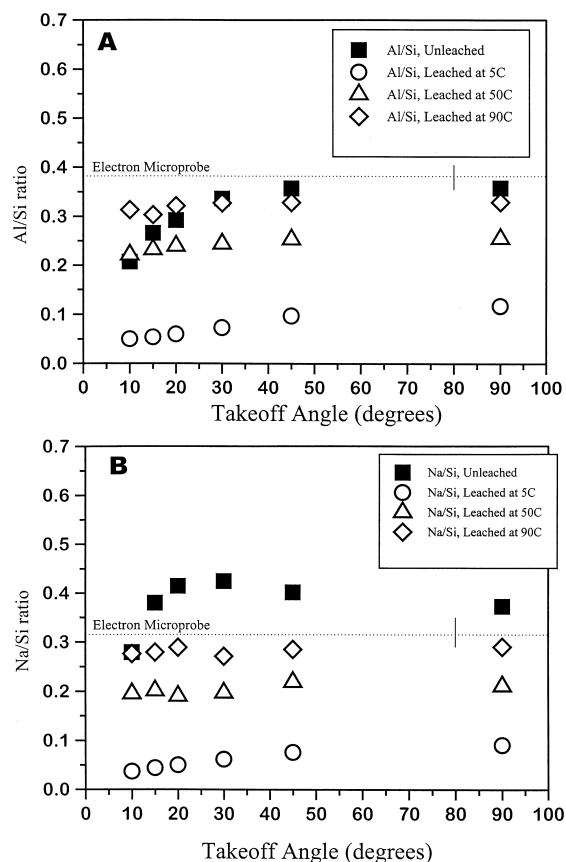 A
0.7
0.6
0.5
0.4
0.3
0.2
0.1
0.0
Al/Si ratio
Al/Si, Unleached
Al/Si, Leached at 5C
Al/Si, Leached at 50C
Al/Si, Leached at 90C
Electron Microprobe
0 10 20 30 40 50 60 70 80 90 100
Takeoff Angle (degrees)
B
0.7
0.6
0.5
0.4
0.3
0.2
0.1
0.0
Na/Si ratio
Na/Si, Unleached
Na/Si, Leached at 5C
Na/Si, Leached at 50C
Na/Si, Leached at 90C
Electron Microprobe
0 10 20 30 40 50 60 70 80 90 100
Takeoff Angle (degrees)